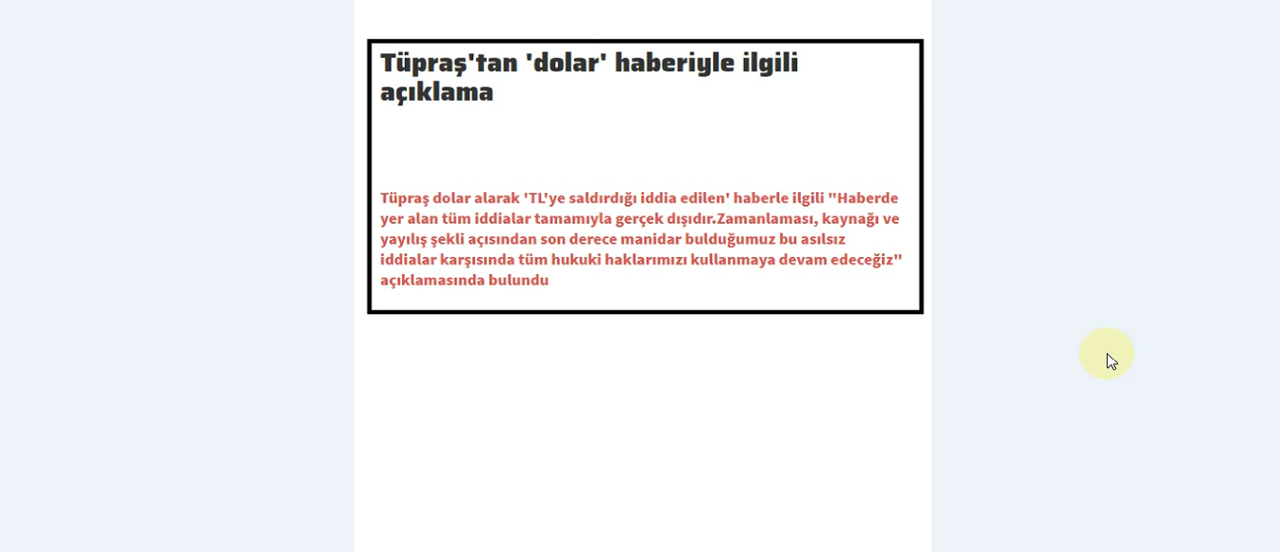 Tüpraş'tan 'dolar' haberiyle ilgili
açıklama
Tüpraş dolar alarak 'TL'ye saldırdığı iddia edilen' haberle ilgili "Haberde
yer alan tüm iddialar tamamıyla gerçek dışıdır.Zamanlaması, kaynağı ve
yayılış şekli açısından son derece manidar bulduğumuz bu asılsız
iddialar karşısında tüm hukuki haklarımızı kullanmaya devam edeceğiz"
açıklamasında bulundu